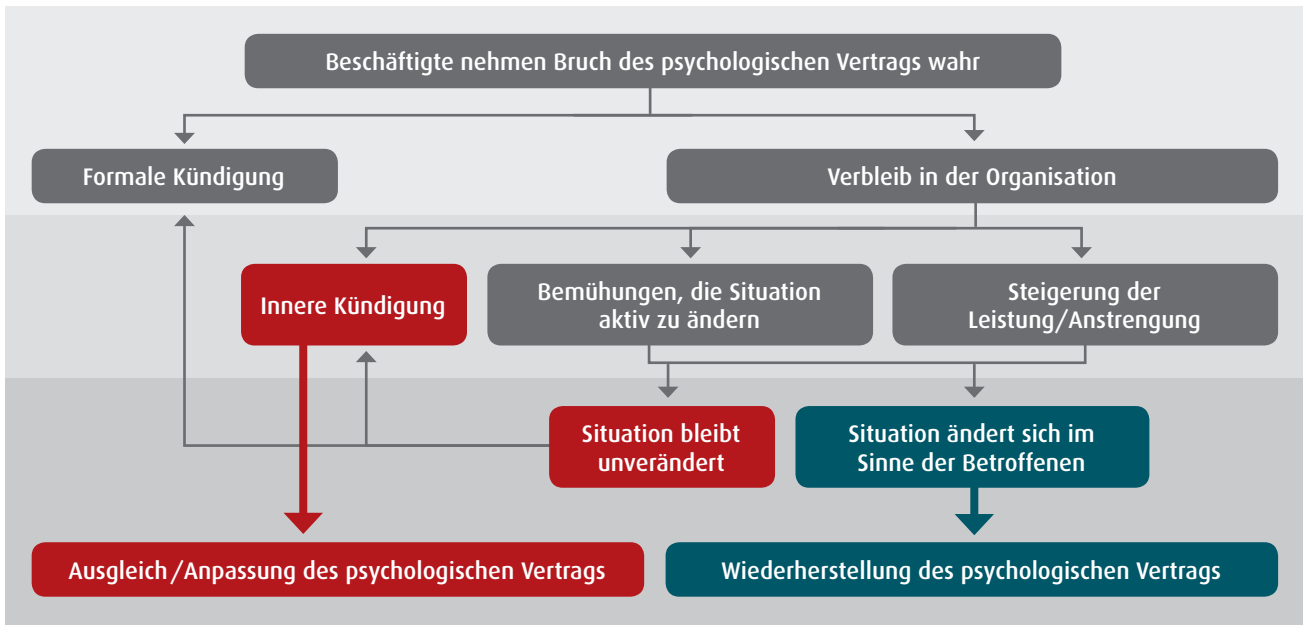 Beschäftigte nehmen Bruch des psychologischen Vertrags wahr
Formale Kündigung
Verbleib in der Organisation
Innere Kündigung
Bemühungen, die Situation
aktiv zu ändern
Steigerung der
Leistung/Anstrengung
Situation bleibt
unverändert
Situation ändert sich im
Sinne der Betroffenen
Ausgleich/Anpassung des psychologischen Vertrags
Wiederherstellung des psychologischen Vertrags